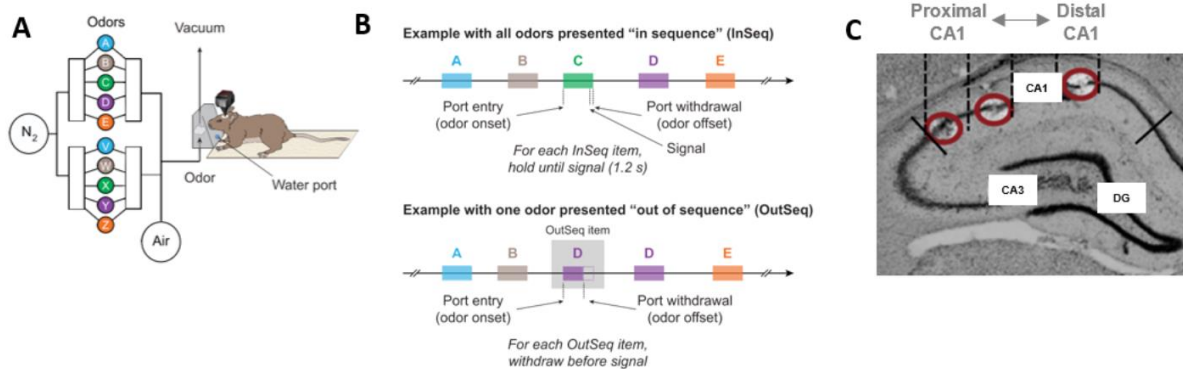 A
Odors
Vacuum
A
B
C
D
E
N2
V
W
X
Y
Z
Odor
Water port
Air
B
Example with all odors presented “in sequence” (InSeq)
A B C D E
Port entry
(odor onset)
Port withdrawal
(odor offset)
Signal
For each InSeq item,
hold until signal (1.2 s)
Example with one odor presented “out of sequence” (OutSeq)
OutSeq item
A B D D E
Port entry
(odor onset)
Port withdrawal
(odor offset)
For each OutSeq item,
withdraw before signal
C
Proximal
CA1
Distal
CA1
CA1
CA3
DG